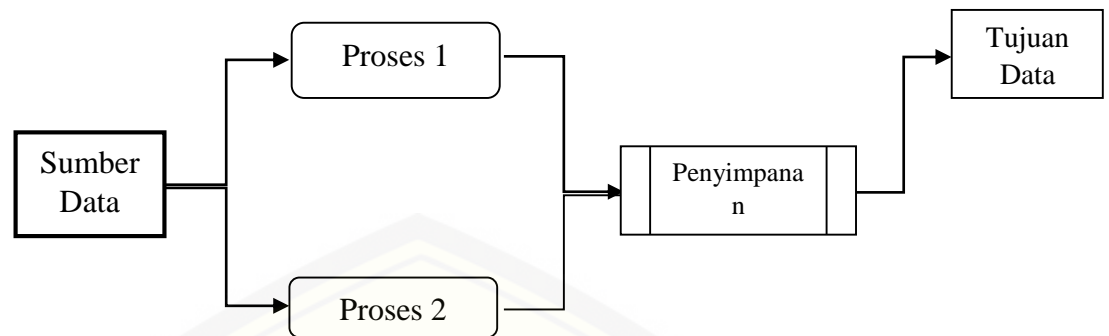 Sumber
Data
Proses 1
Proses 2
Penyimpana
n
Tujuan
Data